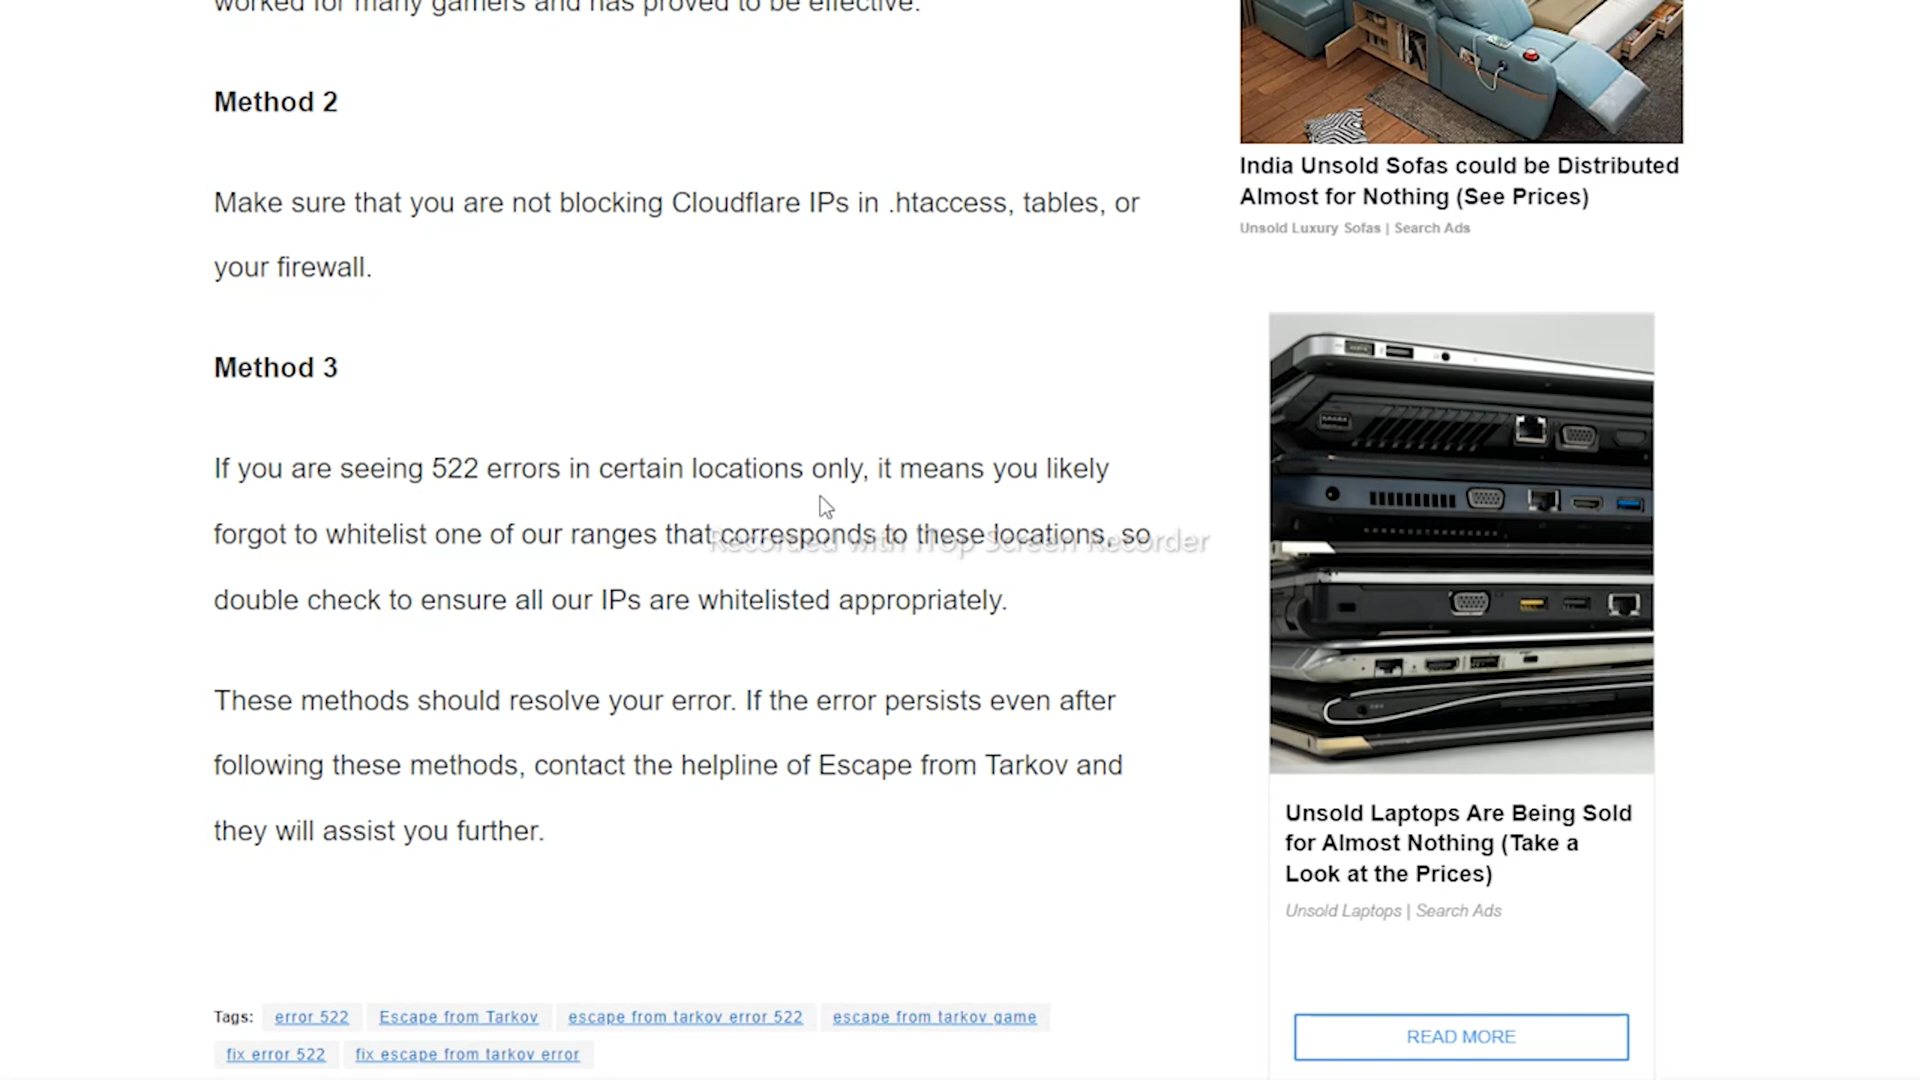 worked for many gamers and has proved to be effective.
Method 2
Make sure that you are not blocking Cloudflare IPs in .htaccess, tables, or
your firewall.
Method 3
If you are seeing 522 errors in certain locations only, it means you likely
forgot to whitelist one of our ranges that corresponds to these locations, so
double check to ensure all our IPs are whitelisted appropriately.
These methods should resolve your error. If the error persists even after
following these methods, contact the helpline of Escape from Tarkov and
they will assist you further.
Tags: error 522 Escape from Tarkov escape from tarkov error 522 escape from tarkov game
fix error 522 fix escape from tarkov error
Recorded with iTop Screen Recorder
India Unsold Sofas could be Distributed
Almost for Nothing (See Prices)
Unsold Luxury Sofas | Search Ads
Unsold Laptops Are Being Sold
for Almost Nothing (Take a
Look at the Prices)
Unsold Laptops | Search Ads
READ MORE